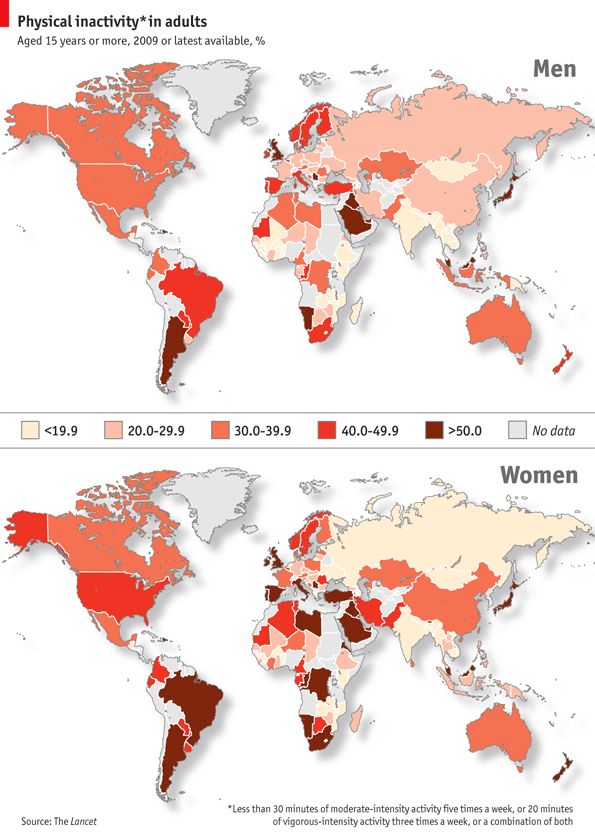 Physical inactivity* in adults
Aged 15 years or more, 2009 or latest available, %
Men
<19.9
20.0-29.9
30.0-39.9
40.0-49.9
>50.0
No data
Women
*Less than 30 minutes of moderate-intensity activity five times a week, or 20 minutes
of vigorous-intensity activity three times a week, or a combination of both
Source: The Lancet